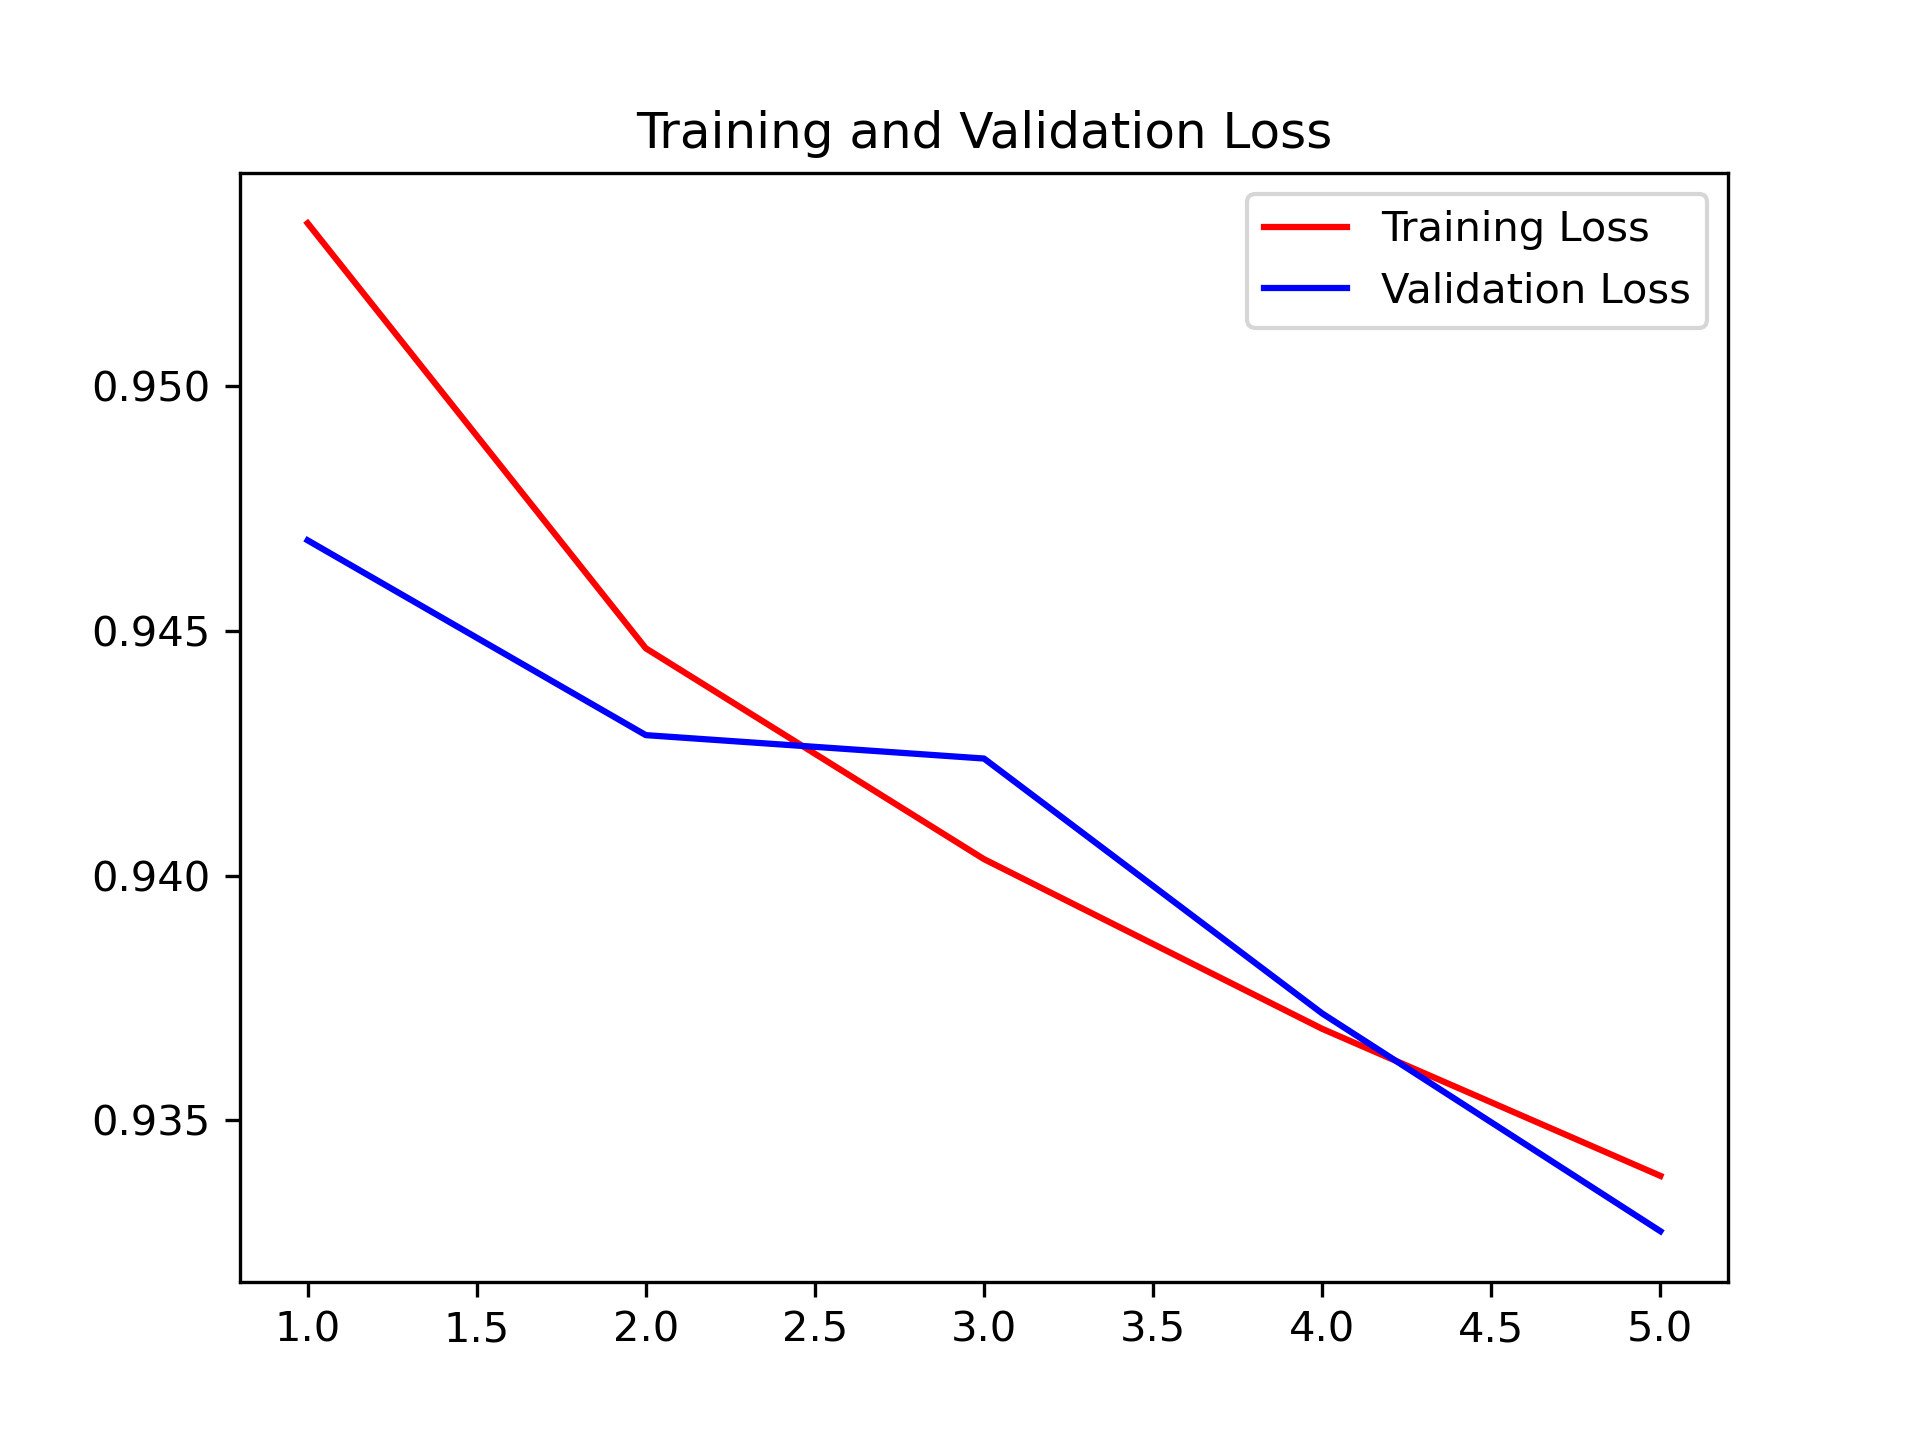 Training and Validation Loss
Training Loss
Validation Loss
0.950
0.945
0.940
0.935
1.0 1.5 2.0 2.5 3.0 3.5 4.0 4.5 5.0